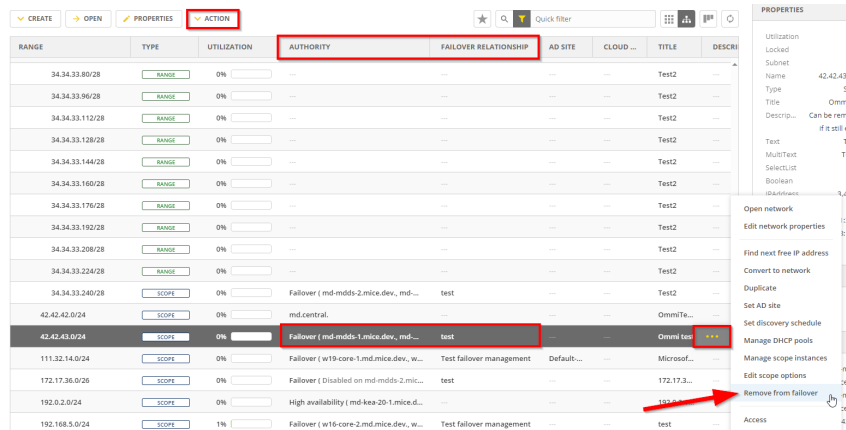 CREATE OPEN PROPERTIES ACTION Quick filter
RANGE TYPE UTILIZATION AUTHORITY FAILOVER RELATIONSHIP AD SITE CLOUD ... TITLE DESCRI
34.34.33.80/28 RANGE 0% — — — — Test2 —
34.34.33.96/28 RANGE 0% — — — — Test2 —
34.34.33.112/28 RANGE 0% — — — — Test2 —
34.34.33.128/28 RANGE 0% — — — — Test2 —
34.34.33.144/28 RANGE 0% — — — — Test2 —
34.34.33.160/28 RANGE 0% — — — — Test2 —
34.34.33.176/28 RANGE 0% — — — — Test2
34.34.33.192/28 RANGE 0% — — — — Test2
34.34.33.208/28 RANGE 0% — — — — Test2
34.34.33.224/28 RANGE 0% — — — — Test2
34.34.33.240/28 SCOPE 0% Failover ( md-mdds-1.mice.dev., md-... test — — Test2
42.42.42.0/24 SCOPE 0% md.central. — — — OmmiTe...
42.42.43.0/24 SCOPE 0% Failover ( md-mdds-1.mice.dev., md-... test — — Ommi test ...
111.32.14.0/24 SCOPE 0% Failover ( w19-core-1.md.mice.dev., w... Test failover management Default-... — Microsof...
172.17.36.0/26 SCOPE 0% Failover ( Disabled on md-mdds-2.mic... test — — 172.17.3...
192.0.2.0/24 SCOPE 0% High availability ( md-kea-20-1.mice.d... — — —
192.168.5.0/24 SCOPE 1% Failover ( w16-core-2.md.mice.dev., w... Test failover management — — test —
PROPERTIES
Utilization
Locked
Subnet
Name 42.42.43
Type S
Title Omm
Descrip... Can be rem
if it still
Text T
MultiText T
SelectList
Boolean
IPAddress 3.4
Open network
Edit network properties
Find next free IP address
Convert to network
Duplicate
Set AD site
Set discovery schedule
Manage DHCP pools
Manage scope instances
Edit scope options
Remove from failover
Access